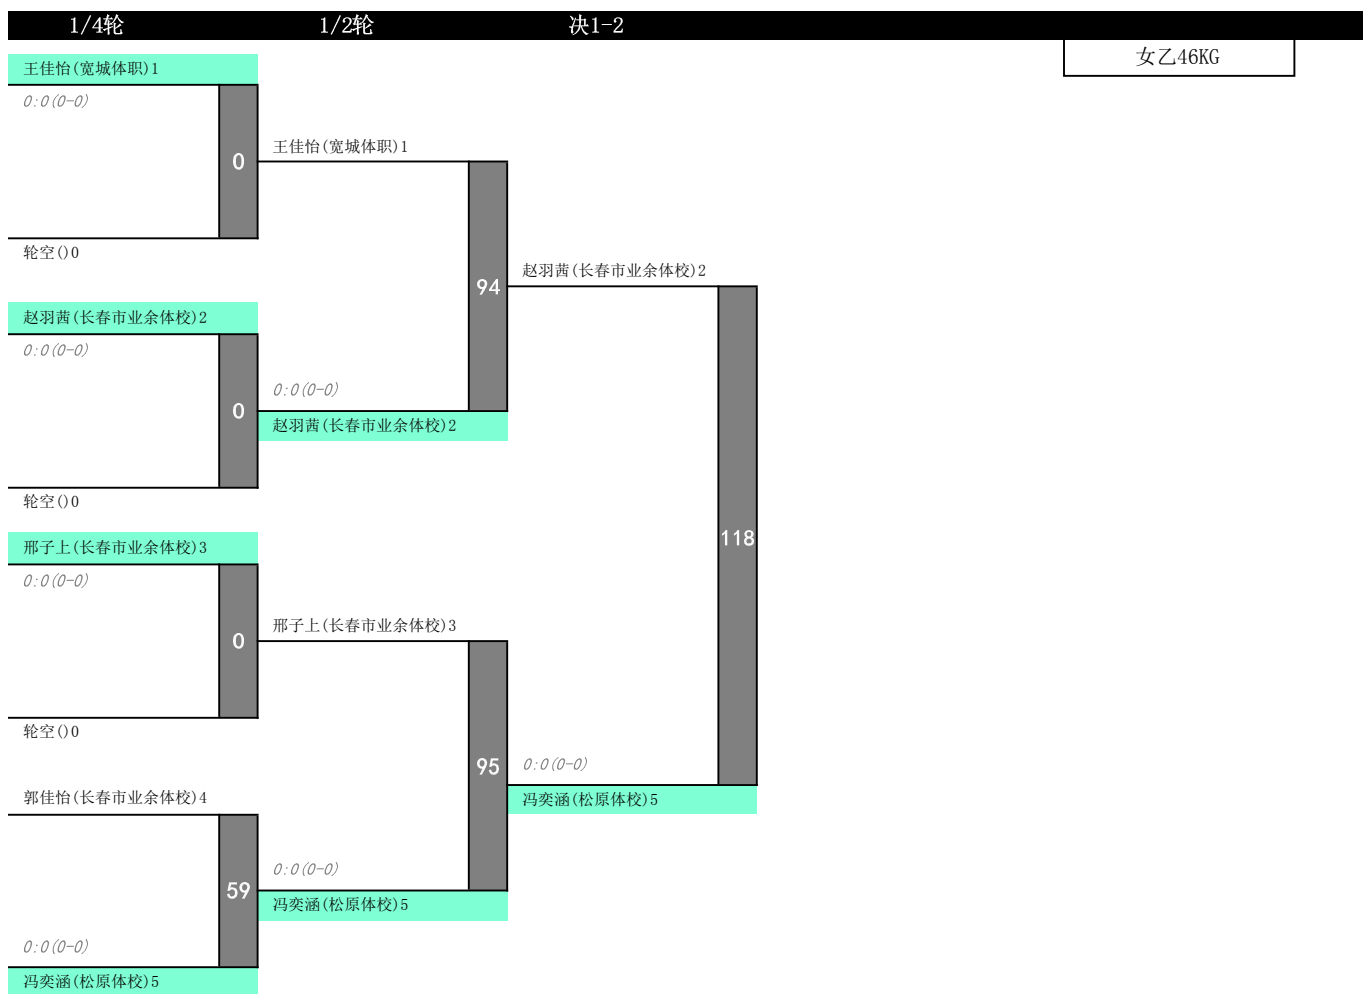 1/4轮 1/2轮 决1-2
女乙46KG
王佳怡(宽城体职)1
0:0(0-0)
0
王佳怡(宽城体职)1
轮空()0
94
赵羽茜(长春市业余体校)2
赵羽茜(长春市业余体校)2
0:0(0-0)
0
0:0(0-0)
赵羽茜(长春市业余体校)2
轮空()0
118
邢子上(长春市业余体校)3
0:0(0-0)
0
邢子上(长春市业余体校)3
轮空()0
95
0:0(0-0)
冯奕涵(松原体校)5
郭佳怡(长春市业余体校)4
59
0:0(0-0)
冯奕涵(松原体校)5
0:0(0-0)
冯奕涵(松原体校)5